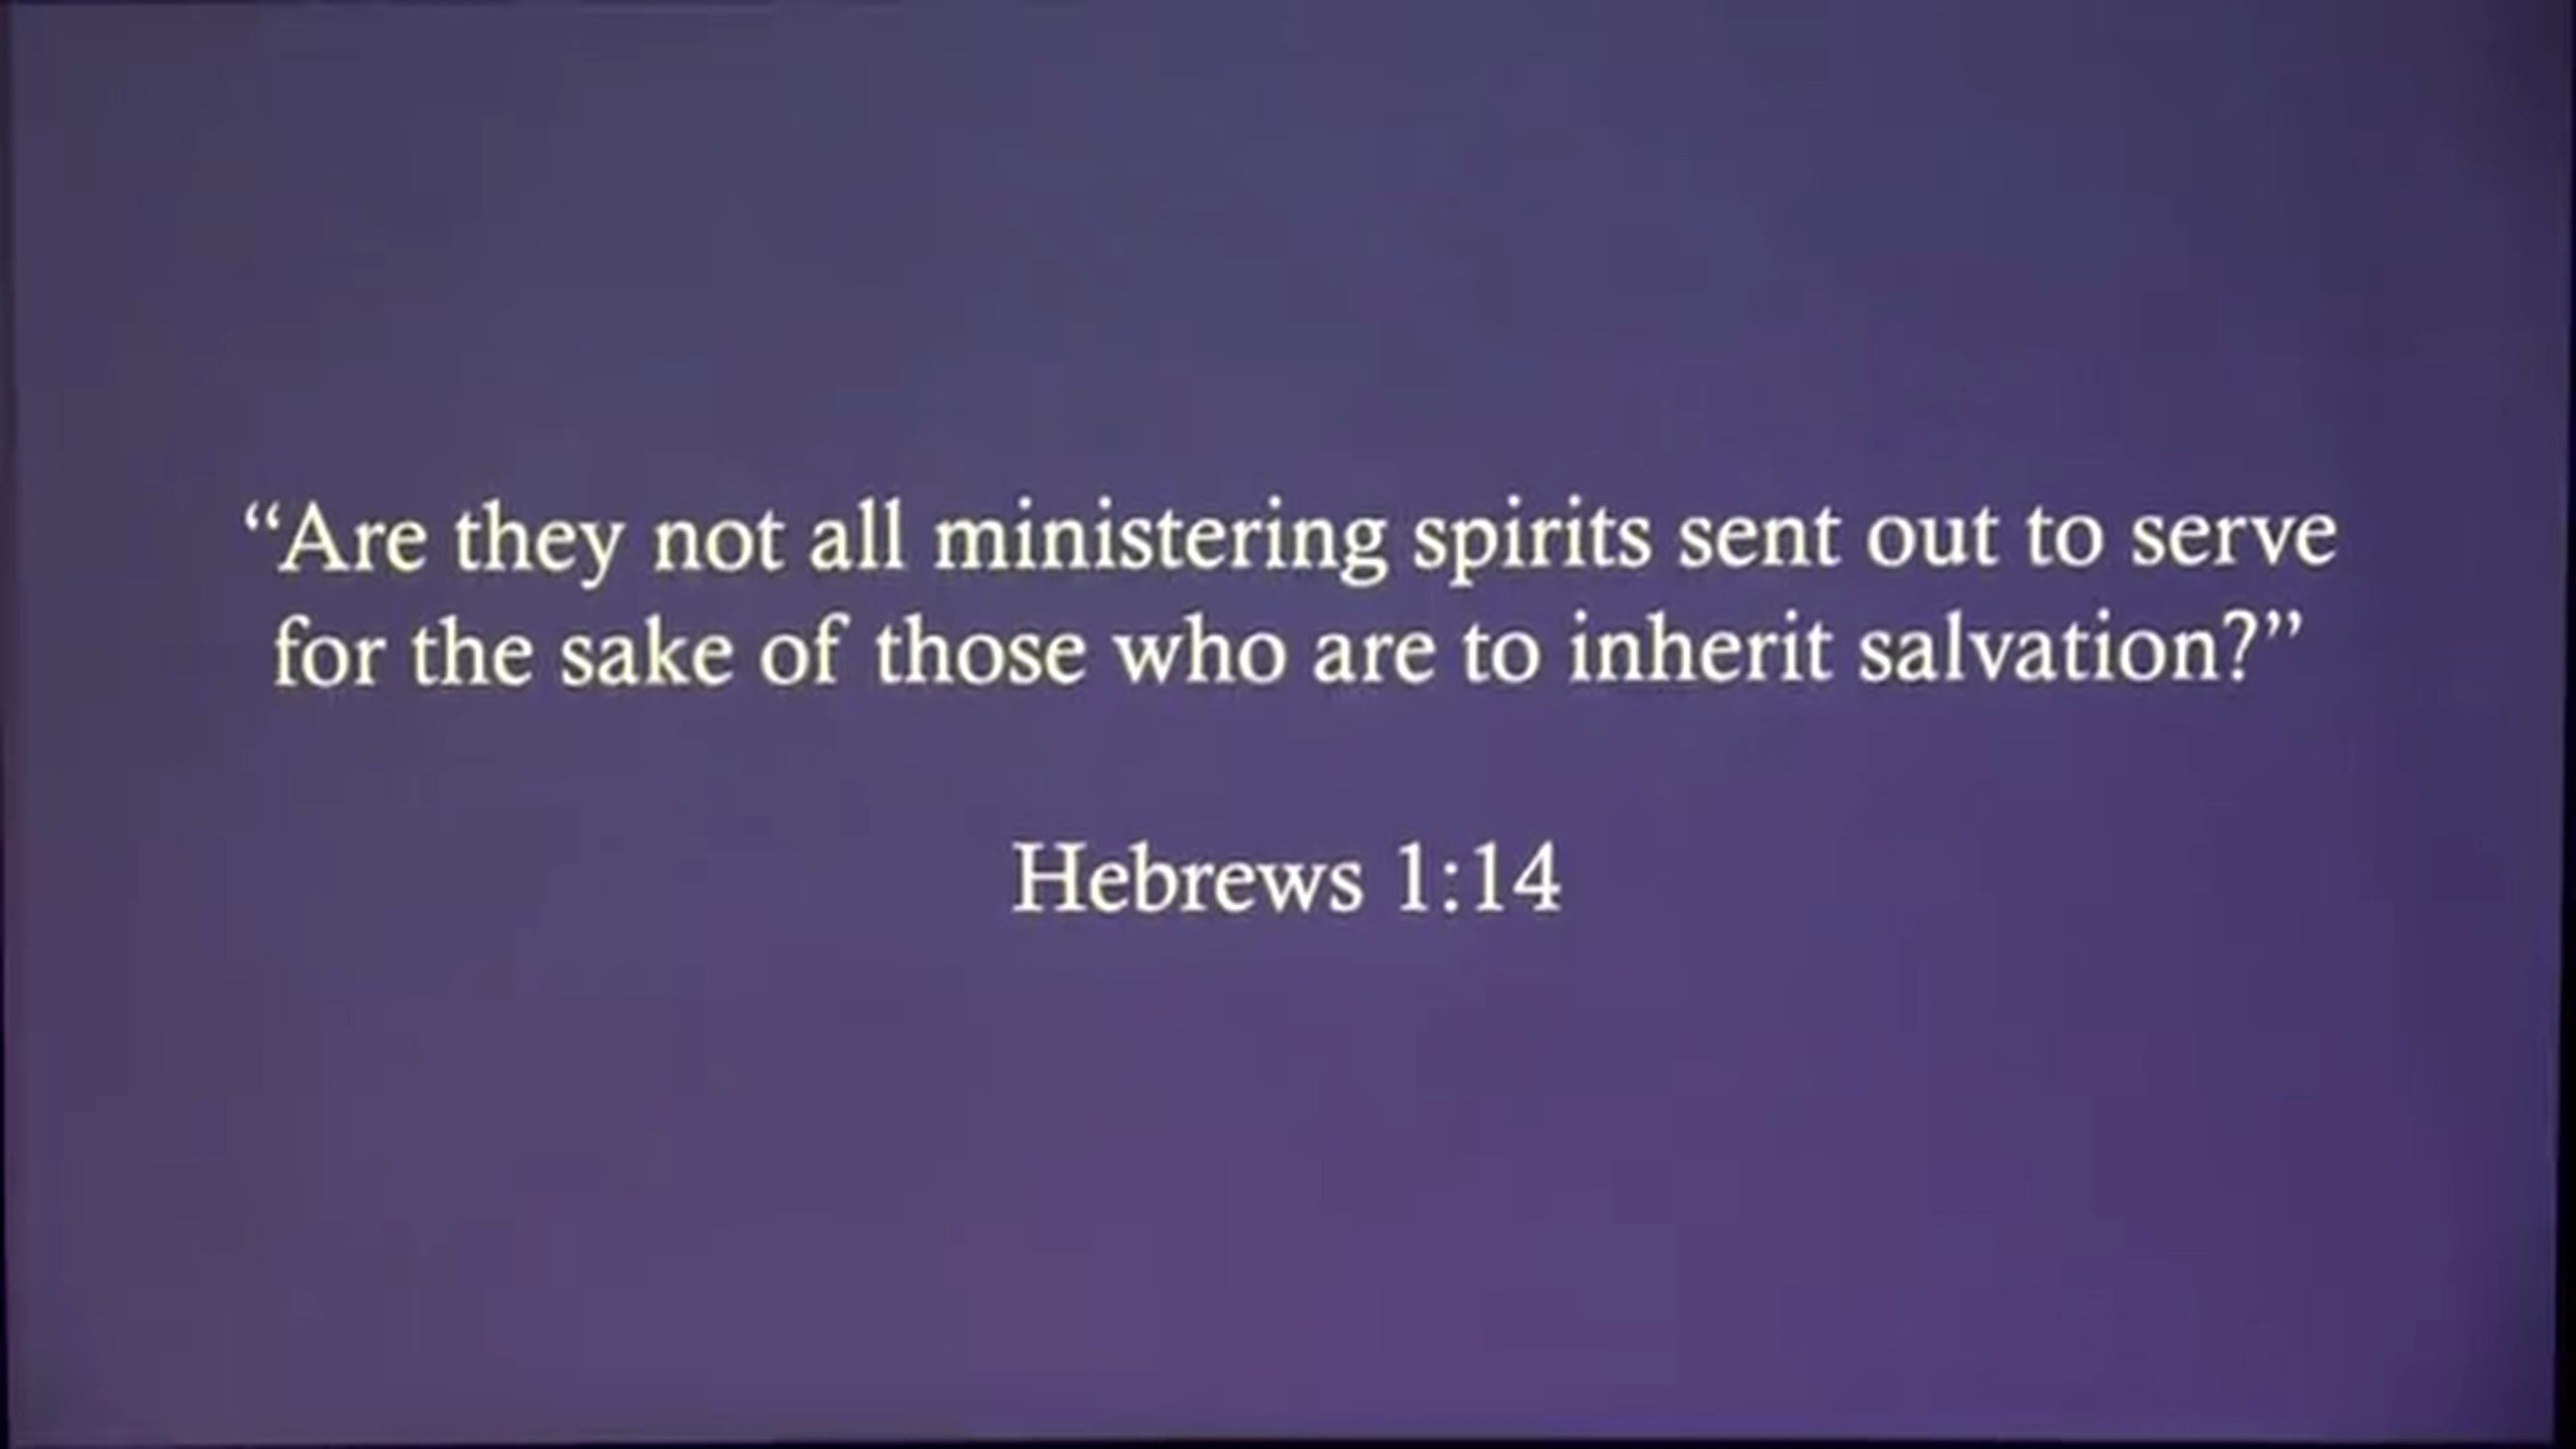 “Are they not all ministering spirits sent out to serve
for the sake of those who are to inherit salvation?”
Hebrews 1:14